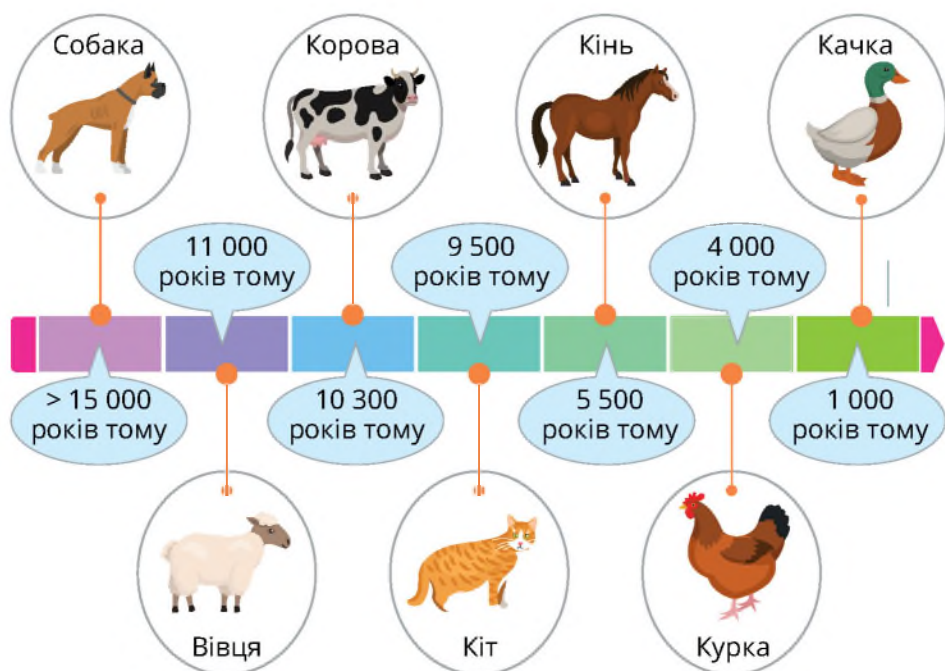 Собака
Корова
Кінь
Качка
11 000
років тому
9 500
років тому
4 000
років тому
> 15 000
років тому
10 300
років тому
5 500
років тому
1 000
років тому
Вівця
Кіт
Курка